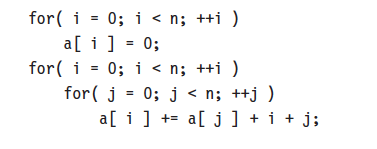 for( i = 0; i < n; ++i )
    a[ i ] = 0;
for( i = 0; i < n; ++i )
    for( j = 0; j < n; ++j )
        a[ i ] += a[ j ] + i + j;